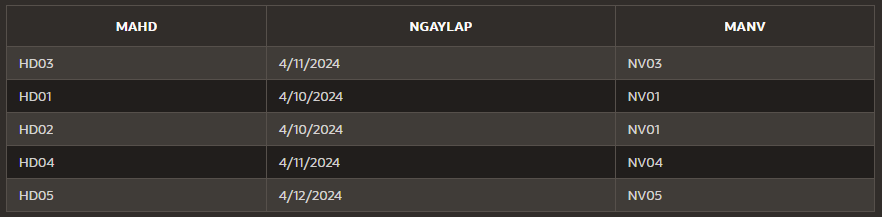 MAHD NGAYLAP MANV
HD03 4/11/2024 NV03
HD01 4/10/2024 NV01
HD02 4/10/2024 NV01
HD04 4/11/2024 NV04
HD05 4/12/2024 NV05